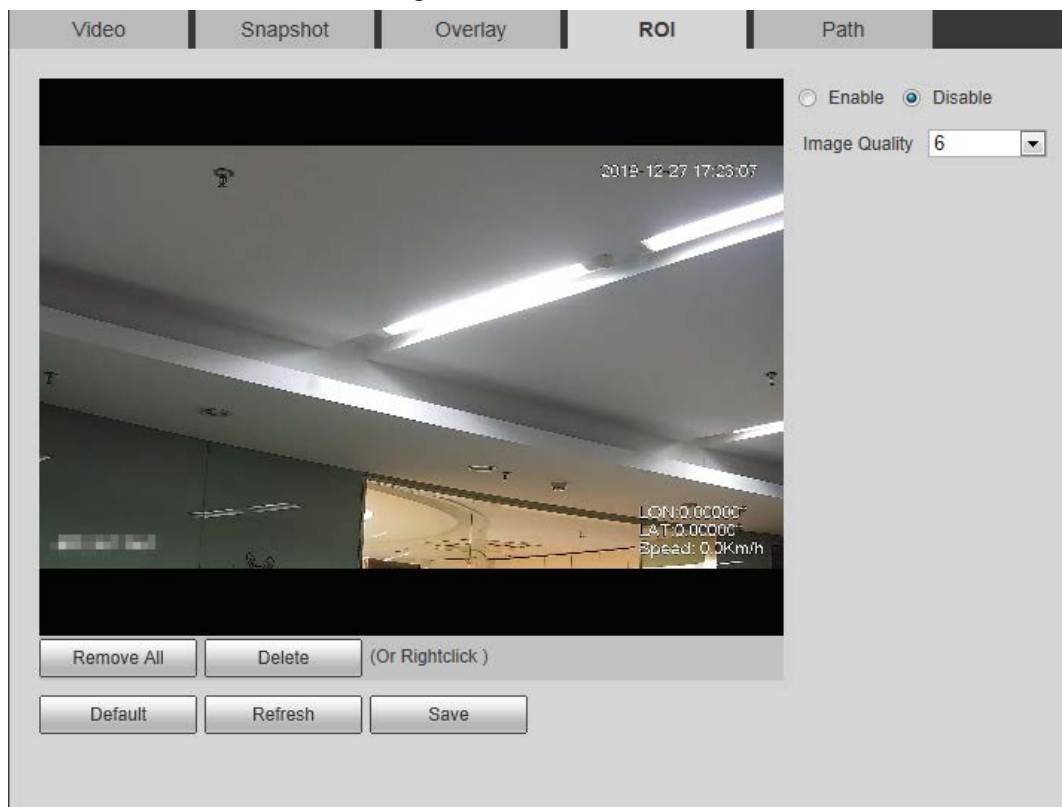 Video Snapshot Overlay ROI Path
Enable Disable
Image Quality 6
2019-12-27 17:23:07
LON:0.00000°
LAT:0.00000°
Speed: 0.0Km/h
Remove All Delete (Or Rightclick )
Default Refresh Save